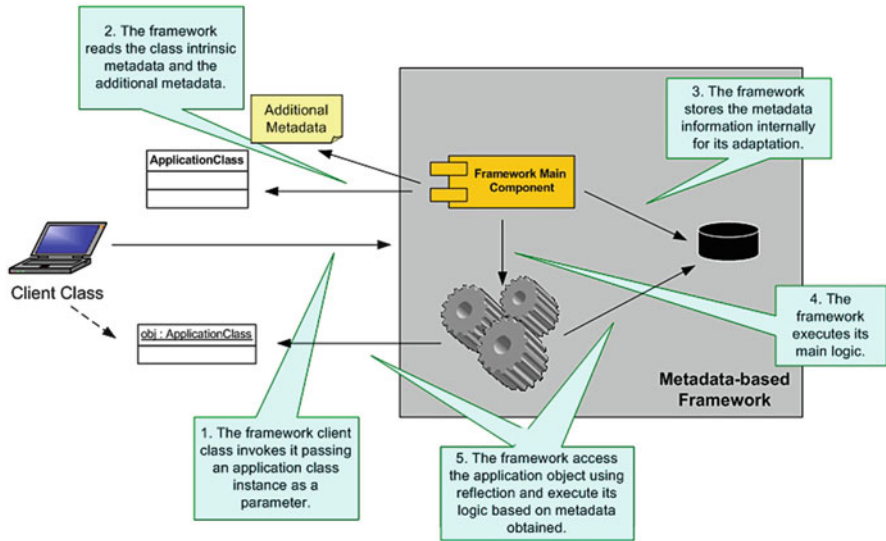 2. The framework
reads the class intrinsic
metadata and the
additional metadata.
Additional
Metadata
ApplicationClass
Framework Main
Component
3. The framework
stores the metadata
information internally
for its adaptation.
Client Class
obj : ApplicationClass
4. The
framework
executes its
main logic.
Metadata-based
Framework
1. The framework client
class invokes it passing
an application class
instance as a
parameter.
5. The framework access
the application object using
reflection and execute its
logic based on metadata
obtained.